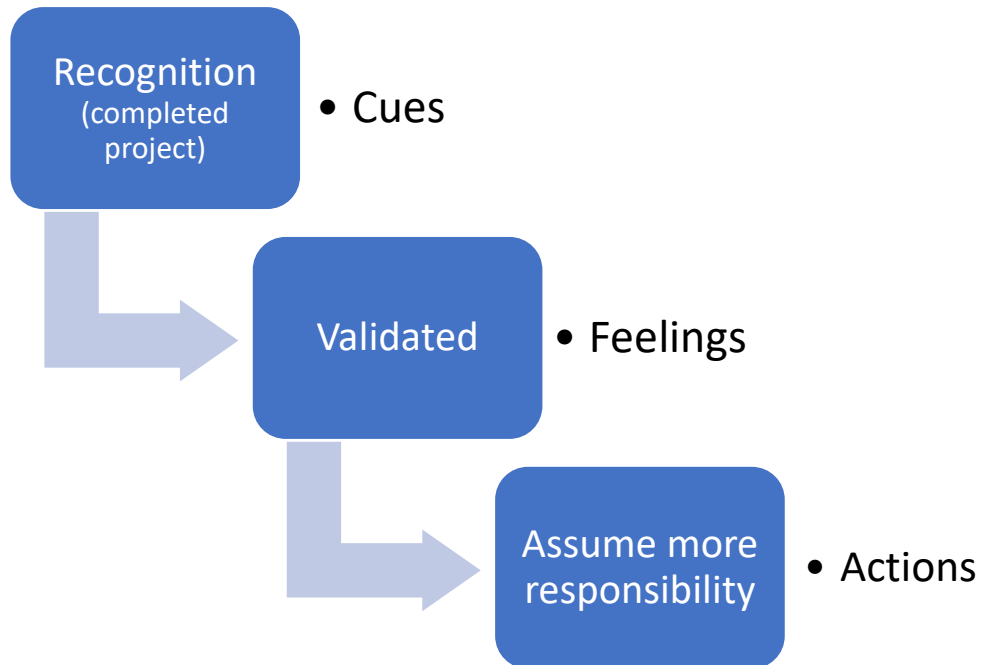 Recognition
(completed
project)
• Cues
Validated
• Feelings
Assume more
responsibility
• Actions